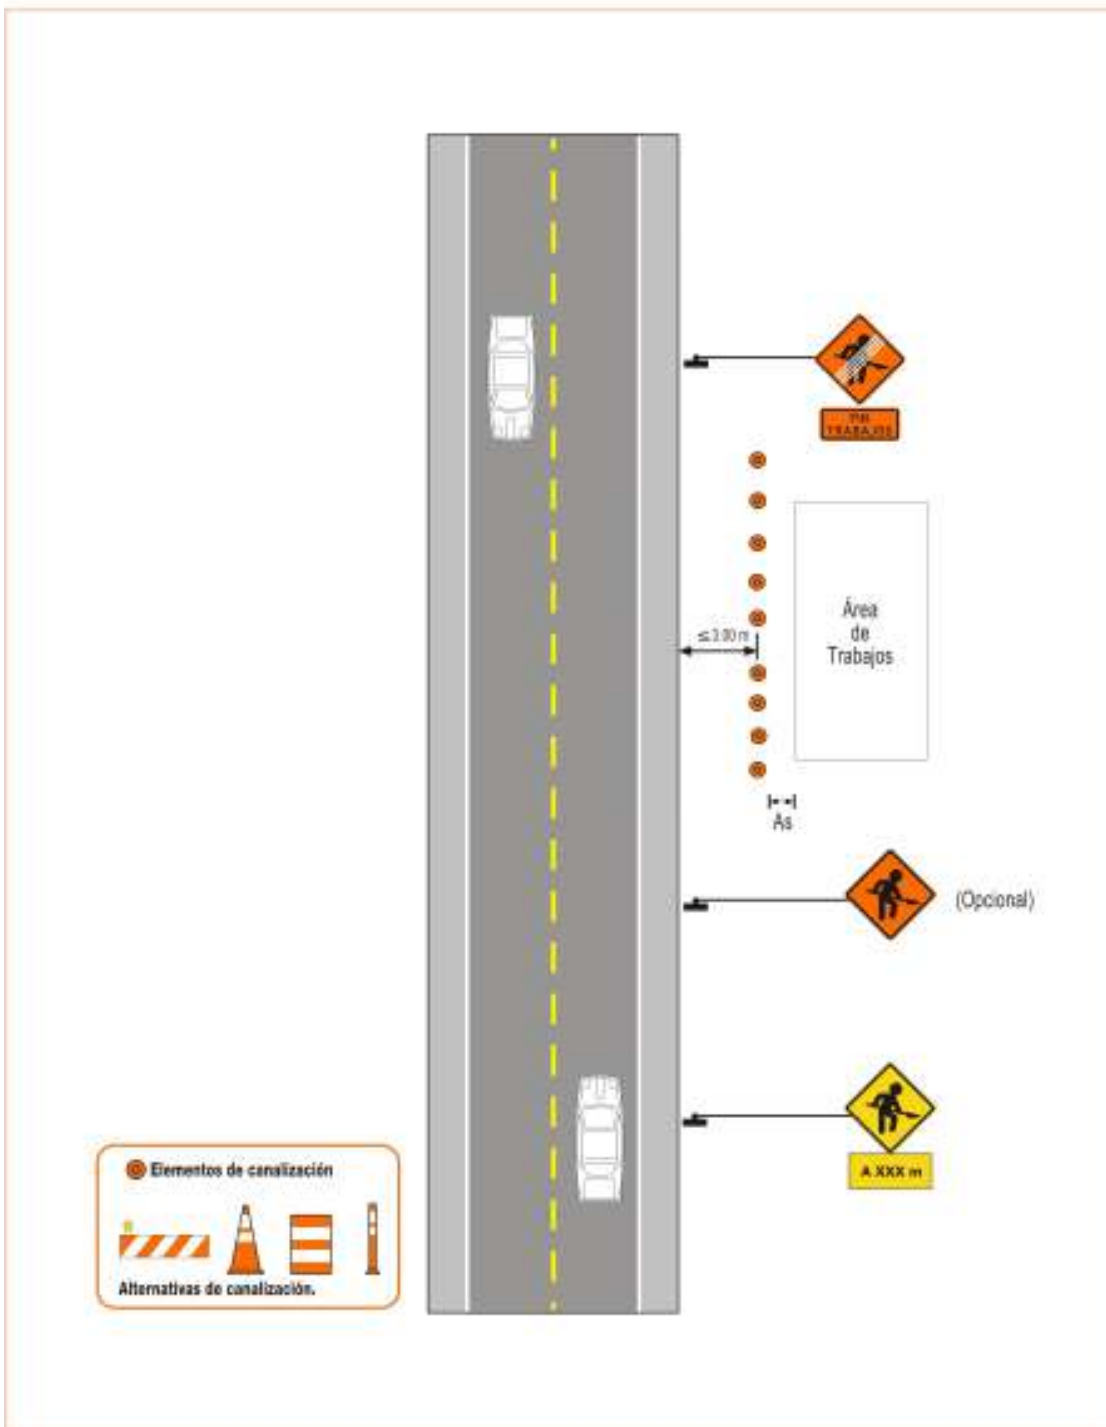 FIN
TRABAJOS
≤ 3.00 m
Área
de
Trabajos
As
(Opcional)
A XXX m
Elementos de canalización
Alternativas de canalización.